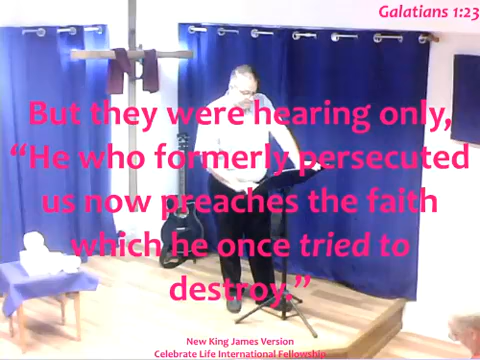 Galatians 1:23
But they were hearing only,
“He who formerly persecuted
us now preaches the faith
which he once tried to
destroy.”
New King James Version
Celebrate Life International Fellowship